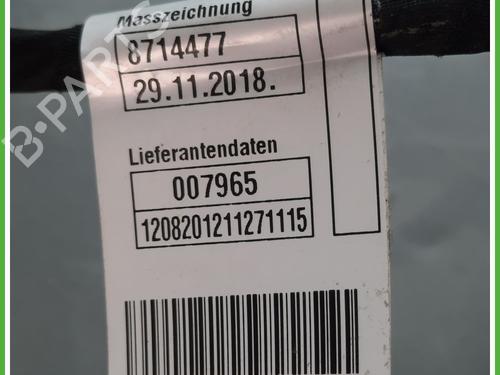 Masszeichnung
8714477
29.11.2018.
Lieferantendaten
007965
1208201211271115
B-PARTS